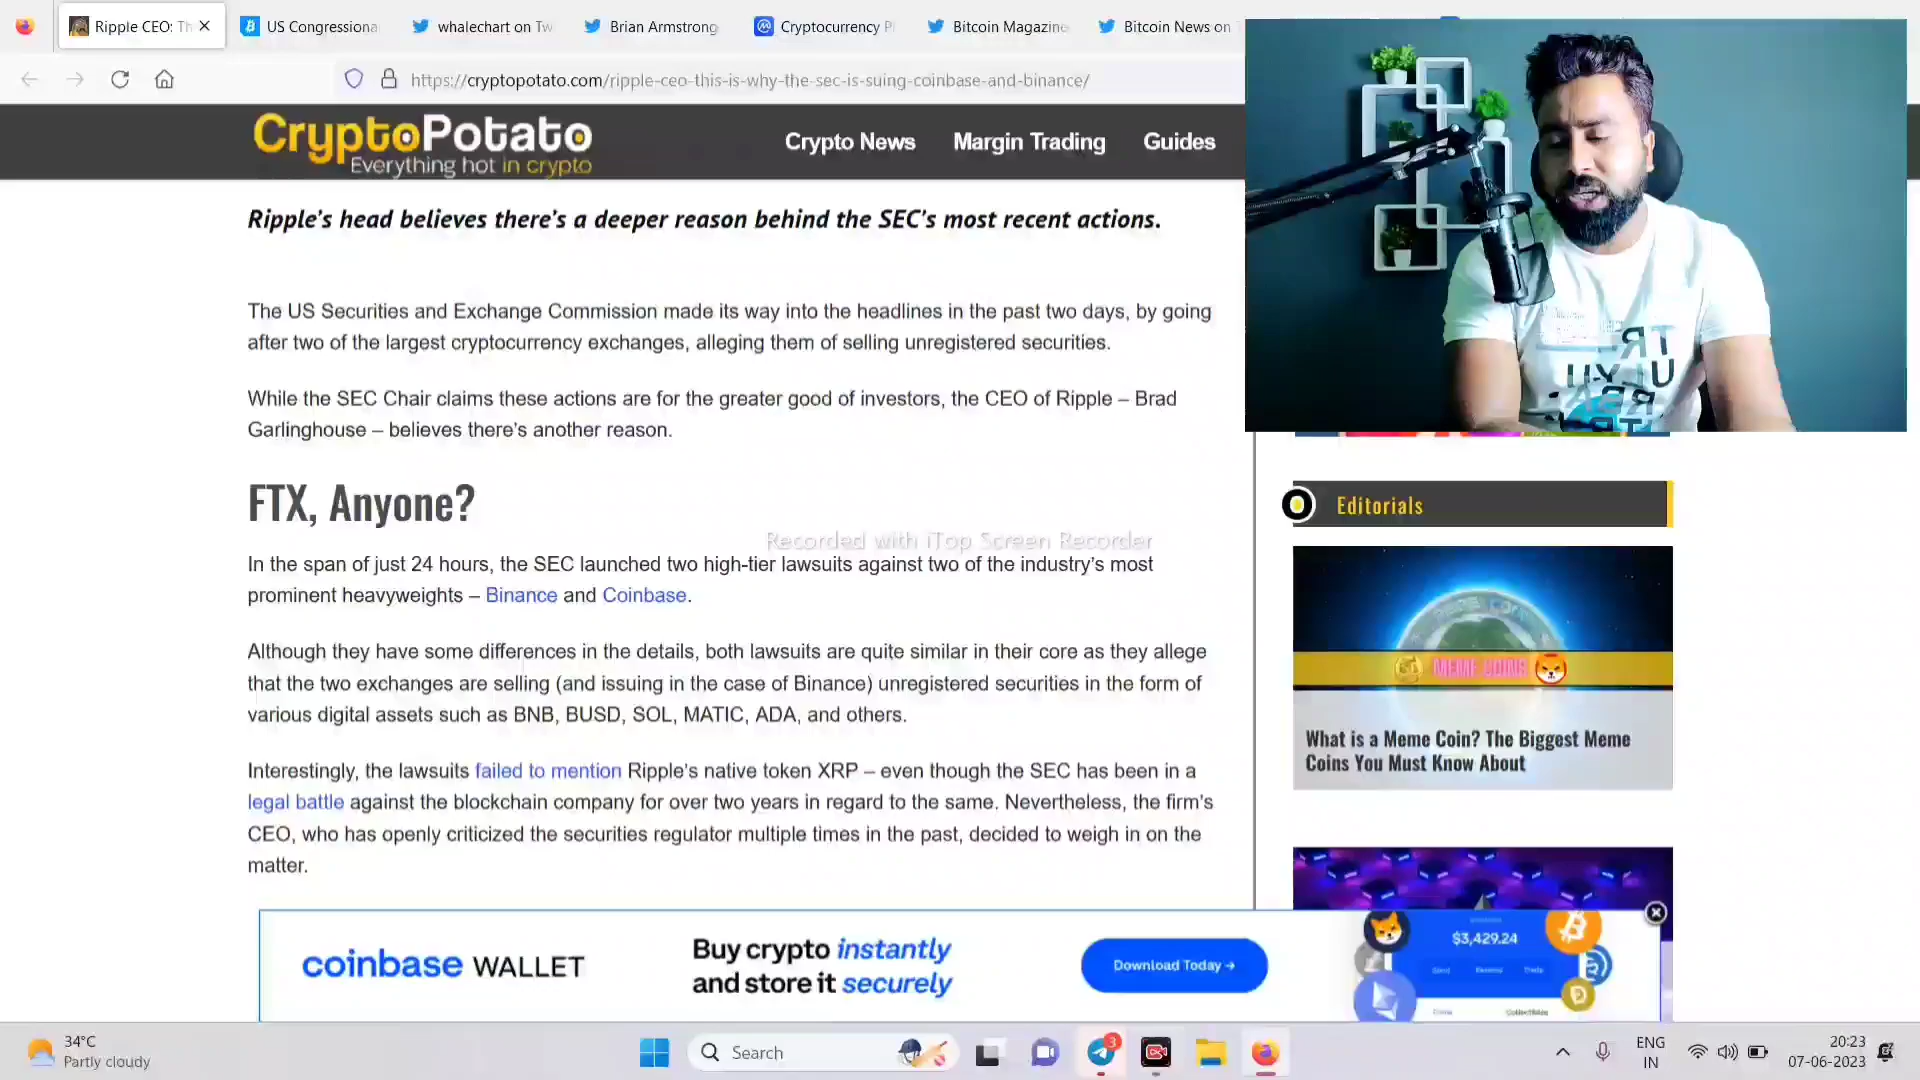 Ripple CEO: Th
US Congressiona
whalechart on Tw
Brian Armstrong
Cryptocurrency P
Bitcoin Magazine
Bitcoin News on
https://cryptopotato.com/ripple-ceo-this-is-why-the-sec-is-suing-coinbase-and-binance/
CryptoPotato
Everything hot in crypto
Crypto News
Margin Trading
Guides
Ripple's head believes there's a deeper reason behind the SEC's most recent actions.
The US Securities and Exchange Commission made its way into the headlines in the past two days, by going
after two of the largest cryptocurrency exchanges, alleging them of selling unregistered securities.
While the SEC Chair claims these actions are for the greater good of investors, the CEO of Ripple – Brad
Garlinghouse – believes there's another reason.
FTX, Anyone?
Recorded with iTop Screen Recorder
In the span of just 24 hours, the SEC launched two high-tier lawsuits against two of the industry's most
prominent heavyweights – Binance and Coinbase.
Although they have some differences in the details, both lawsuits are quite similar in their core as they allege
that the two exchanges are selling (and issuing in the case of Binance) unregistered securities in the form of
various digital assets such as BNB, BUSD, SOL, MATIC, ADA, and others.
Interestingly, the lawsuits failed to mention Ripple's native token XRP – even though the SEC has been in a
legal battle against the blockchain company for over two years in regard to the same. Nevertheless, the firm's
CEO, who has openly criticized the securities regulator multiple times in the past, decided to weigh in on the
matter.
Editorials
MEME COINS
What is a Meme Coin? The Biggest Meme
Coins You Must Know About
coinbase WALLET
Buy crypto instantly
and store it securely
Download Today →
$3,429.24
34°C
Partly cloudy
Search
3
ENG
IN
20:23
07-06-2023